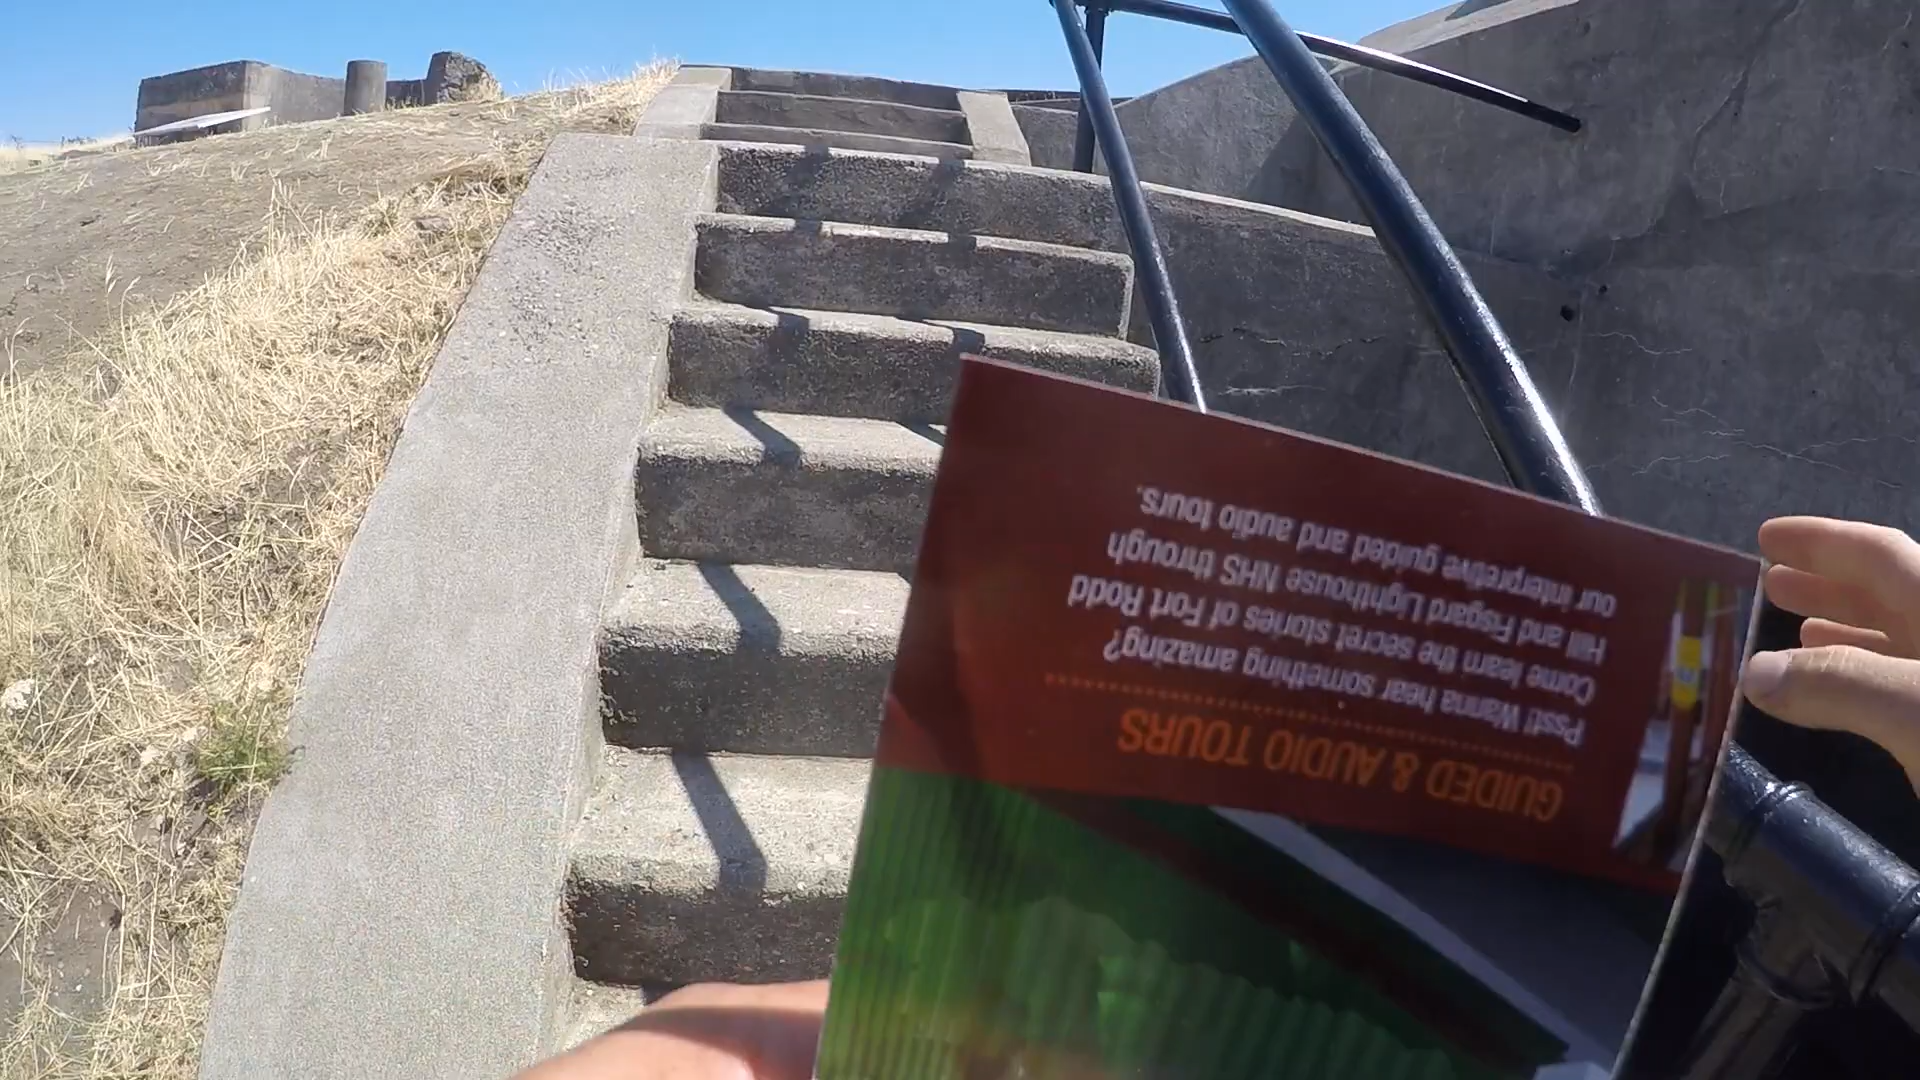 GUIDED & AUDIO TOURS
Psst! Wanna hear something amazing?
Come learn the secret stories of Fort Rodd
Hill and Fisgard Lighthouse NHS through
our interpretive guided and audio tours.